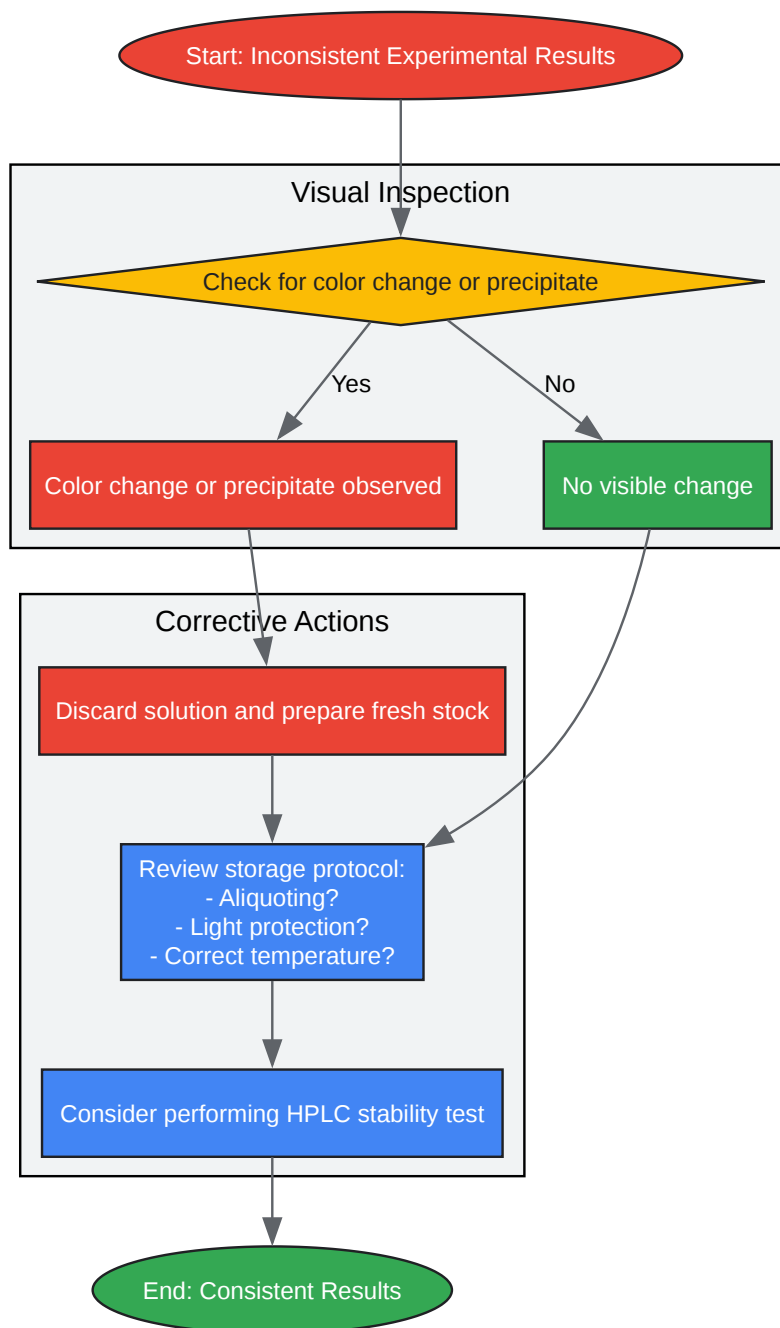 Start: Inconsistent Experimental Results
Visual Inspection
Check for color change or precipitate
Yes
No
Color change or precipitate observed
No visible change
Corrective Actions
Discard solution and prepare fresh stock
Review storage protocol:
- Aliquoting?
- Light protection?
- Correct temperature?
Consider performing HPLC stability test
End: Consistent Results